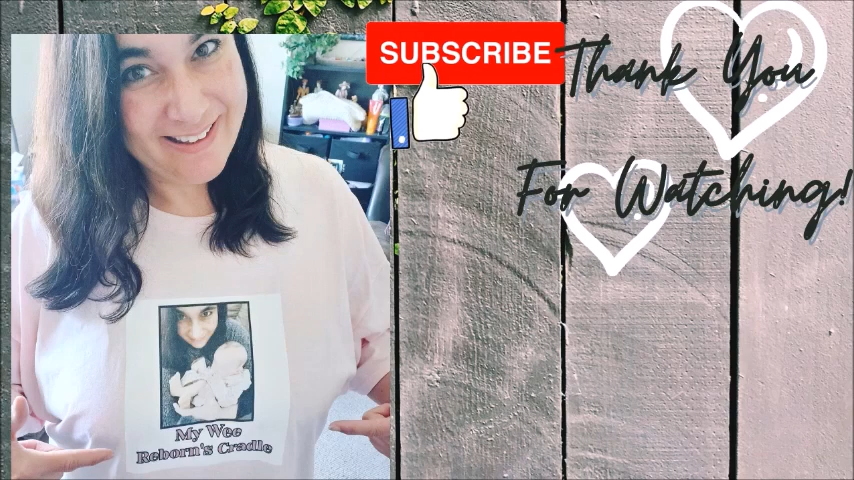 SUBSCRIBE
Thank You
For Watching!
My Wee
Reborn's Cradle